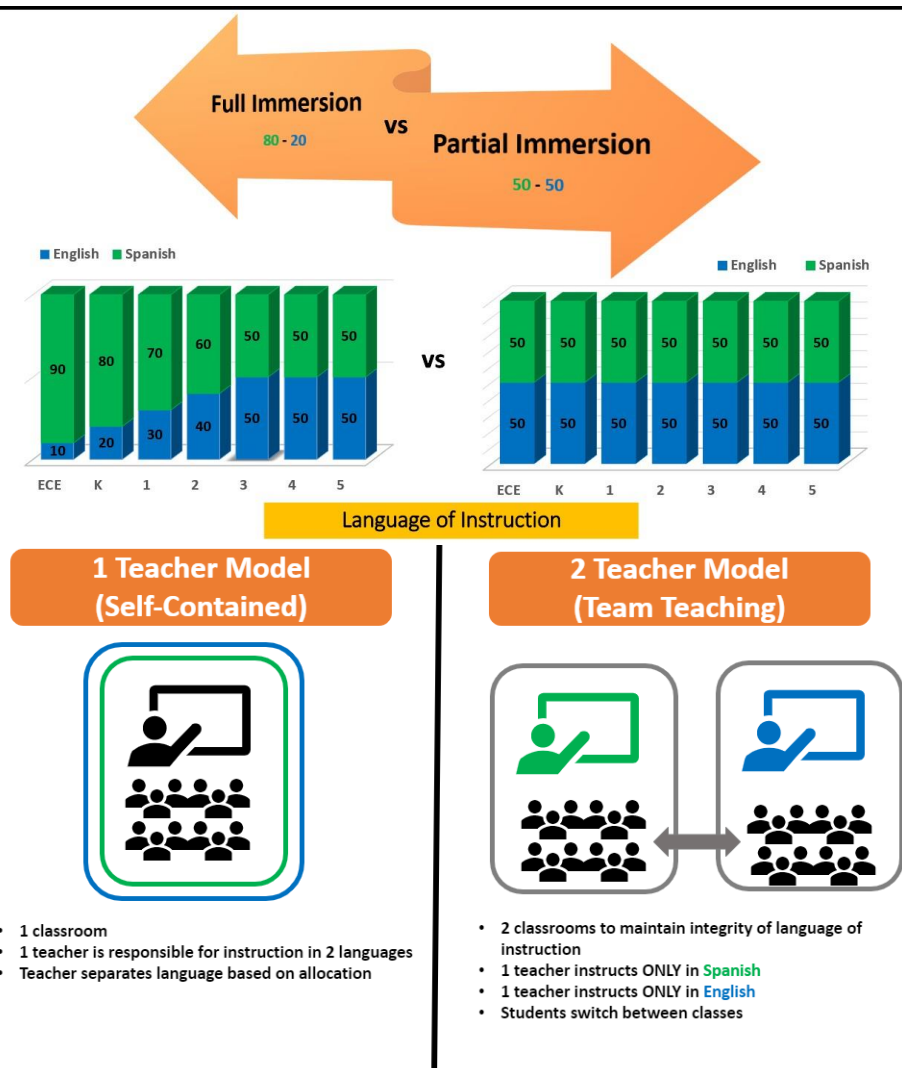 Full Immersion
80 - 20
vs
Partial Immersion
50 - 50
English Spanish
90 80 70 60 50 50 50
10 20 30 40 50 50 50
ECE K 1 2 3 4 5
vs
English Spanish
50 50 50 50 50 50 50
50 50 50 50 50 50 50
ECE K 1 2 3 4 5
Language of Instruction
1 Teacher Model
(Self-Contained)
• 1 classroom
• 1 teacher is responsible for instruction in 2 languages
• Teacher separates language based on allocation
2 Teacher Model
(Team Teaching)
• 2 classrooms to maintain integrity of language of
instruction
• 1 teacher instructs ONLY in Spanish
• 1 teacher instructs ONLY in English
• Students switch between classes